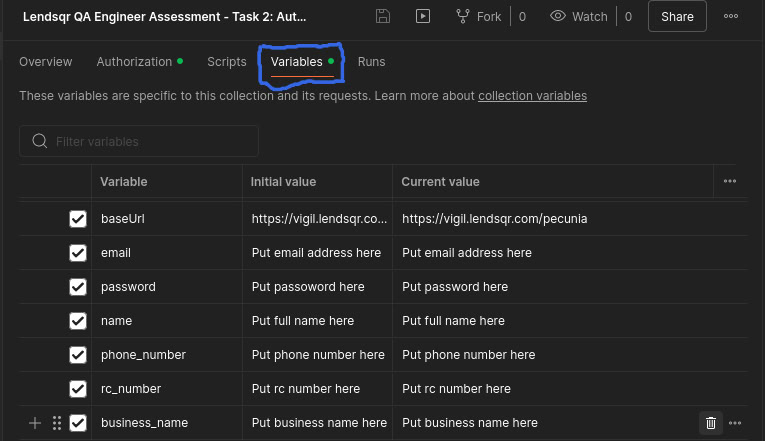 Lendsqr QA Engineer Assessment - Task 2: Aut... Fork 0 Watch 0 Share
Overview Authorization Scripts Variables Runs
These variables are specific to this collection and its requests. Learn more about collection variables
Filter variables
Variable Initial value Current value
baseUrl https://vigil.lendsqr.co... https://vigil.lendsqr.com/pecunia
email Put email address here Put email address here
password Put passoword here Put password here
name Put full name here Put full name here
phone_number Put phone number here Put phone number here
rc_number Put rc number here Put rc number here
business_name Put business name here Put business name here